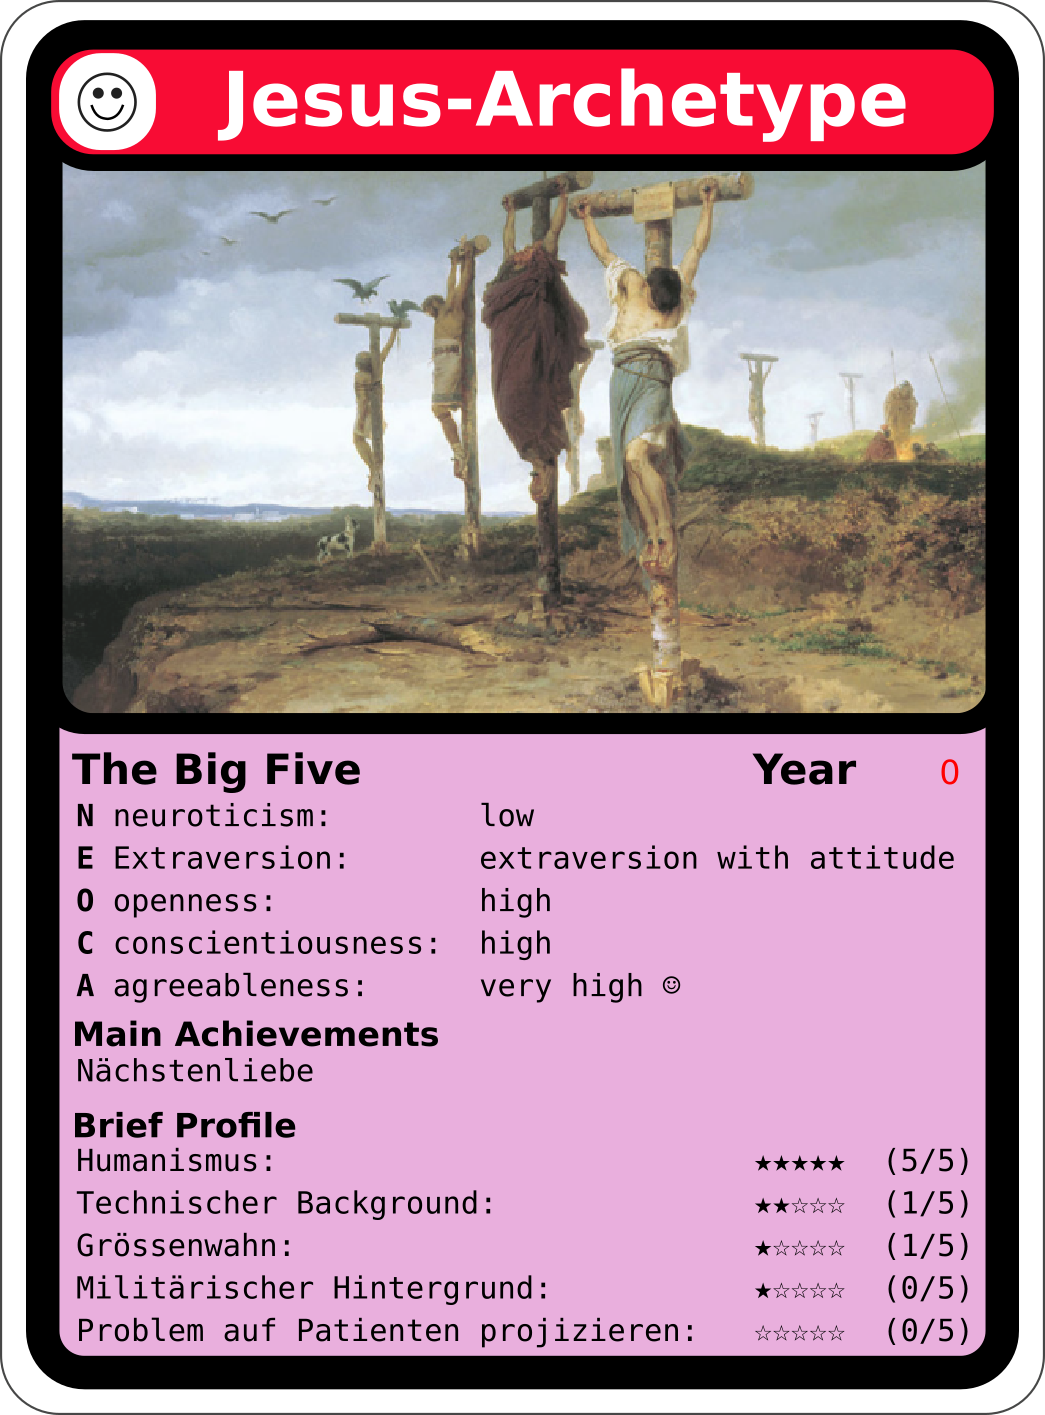 Jesus-Archetype
The Big Five Year 0
N neuroticism: low
E Extraversion: extraversion with attitude
O openness: high
C conscientiousness: high
A agreeableness: very high ☺
Main Achievements
Nächstenliebe
Brief Profile
Humanismus: ★★★★★ (5/5)
Technischer Background: ★★☆☆☆ (1/5)
Grössenwahn: ★☆☆☆☆ (1/5)
Militärischer Hintergrund: ★☆☆☆☆ (0/5)
Problem auf Patienten projizieren: ☆☆☆☆☆ (0/5)